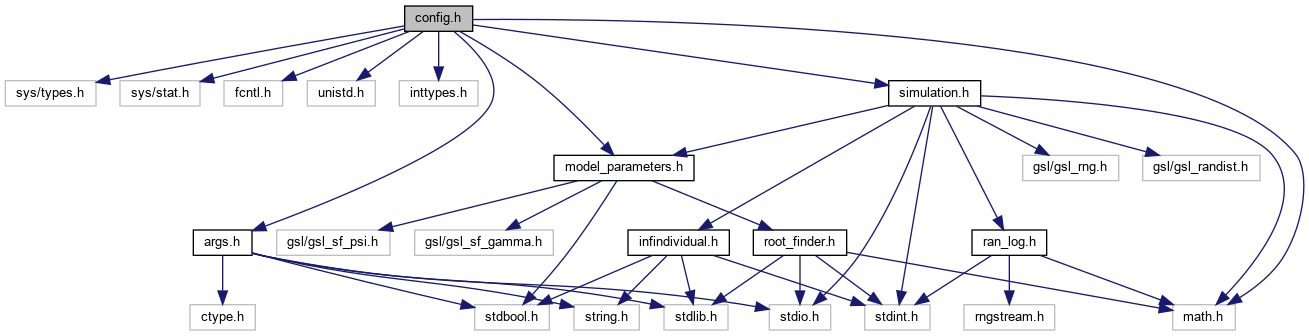 config.h
sys/types.h
sys/stat.h
fcntl.h
unistd.h
inttypes.h
simulation.h
model_parameters.h
gsl/gsl_rng.h
gsl/gsl_randist.h
args.h
gsl/gsl_sf_psi.h
gsl/gsl_sf_gamma.h
infindividual.h
root_finder.h
ran_log.h
ctype.h
stdbool.h
string.h
stdlib.h
stdio.h
stdint.h
rngstream.h
math.h